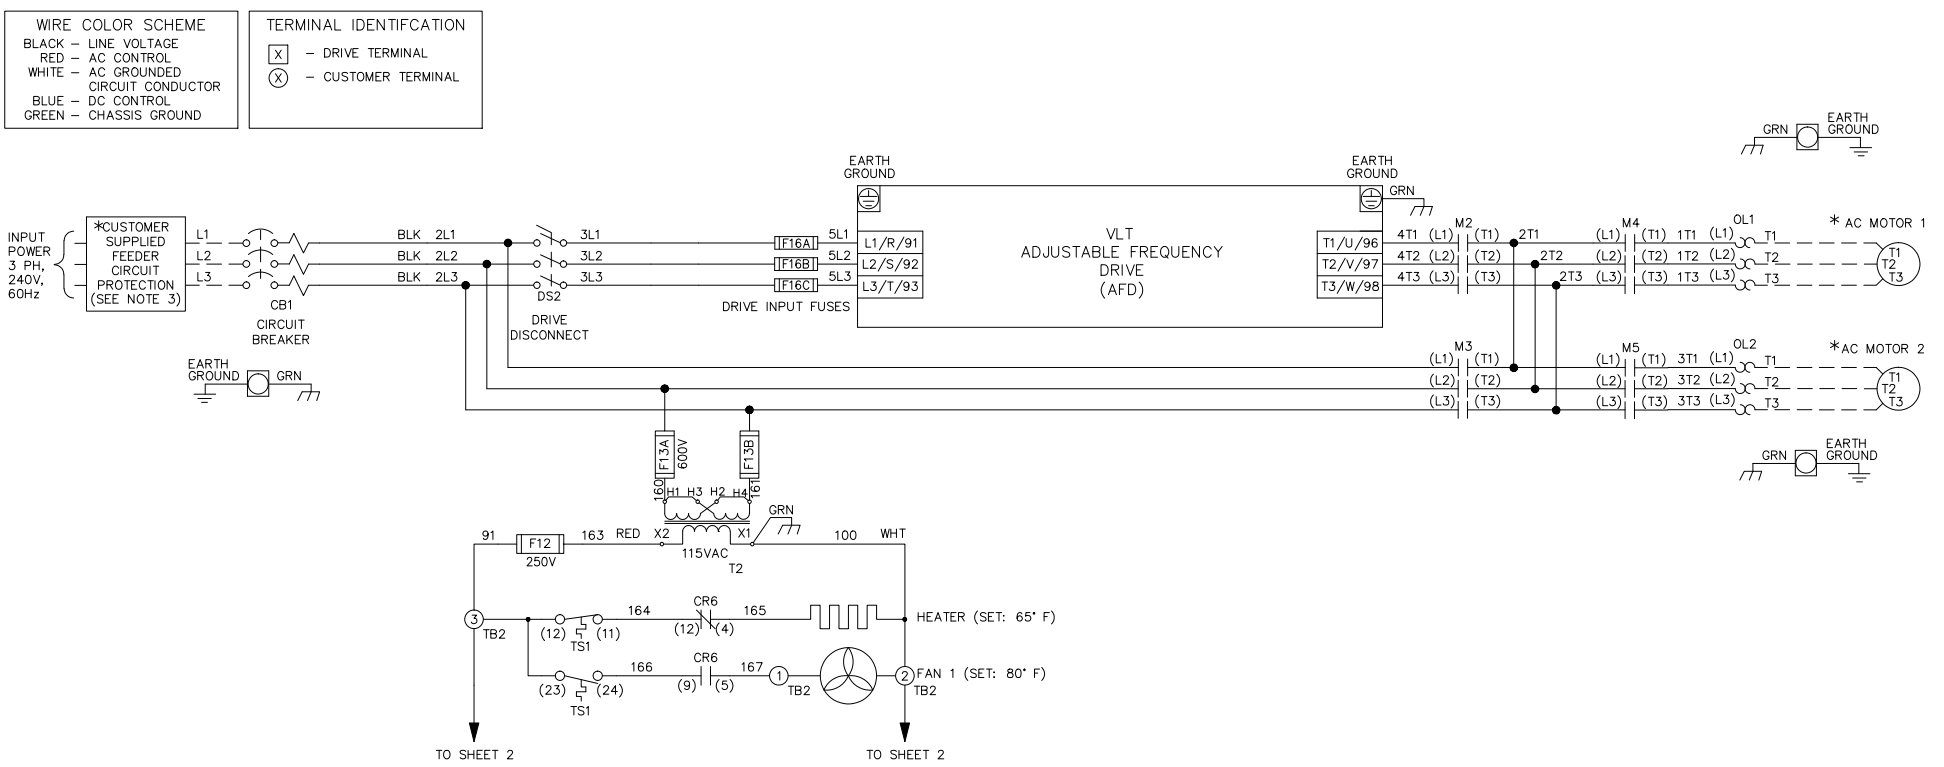 WIRE COLOR SCHEME
BLACK – LINE VOLTAGE
RED – AC CONTROL
WHITE – AC GROUNDED
CIRCUIT CONDUCTOR
BLUE – DC CONTROL
GREEN – CHASSIS GROUND
TERMINAL IDENTIFCATION
X – DRIVE TERMINAL
X – CUSTOMER TERMINAL
GRN
EARTH
GROUND
INPUT
POWER
3 PH,
240V,
60Hz
*CUSTOMER
SUPPLIED
FEEDER
CIRCUIT
PROTECTION
(SEE NOTE 3)
L1
L2
L3
CB1
CIRCUIT
BREAKER
BLK 2L1
BLK 2L2
BLK 2L3
3L1
3L2
3L3
DS2
DRIVE
DISCONNECT
F16A
F16B
F16C
DRIVE INPUT FUSES
5L1
5L2
5L3
EARTH
GROUND
L1/R/91
L2/S/92
L3/T/93
VLT
ADJUSTABLE FREQUENCY
DRIVE
(AFD)
EARTH
GROUND
GRN
T1/U/96
T2/V/97
T3/W/98
4T1 (L1) M2 (T1) 2T1 (L1) M4 (T1) 1T1 (L1) OL1 T1
4T2 (L2) (T2) 2T2 (L2) (T2) 1T2 (L2) T2
4T3 (L3) (T3) 2T3 (L3) (T3) 1T3 (L3) T3
* AC MOTOR 1
T1
T2
T3
EARTH
GROUND
GRN
(L1) M3 (T1) (L1) M5 (T1) 3T1 (L1) OL2 T1
(L2) (T2) (L2) (T2) 3T2 (L2) T2
(L3) (T3) (L3) (T3) 3T3 (L3) T3
*AC MOTOR 2
T1
T2
T3
GRN
EARTH
GROUND
F13A
600V
F13B
160
H1 H3 H2 H4
161
GRN
91
F12
250V
163 RED X2
115VAC
X1
T2
100 WHT
3
TB2
(12) (11)
TS1
164
CR6
(12) (4)
165
HEATER (SET: 65° F)
(23) (24)
TS1
166
CR6
(9) (5)
167
1
TB2
2
TB2
FAN 1 (SET: 80° F)
TO SHEET 2
TO SHEET 2